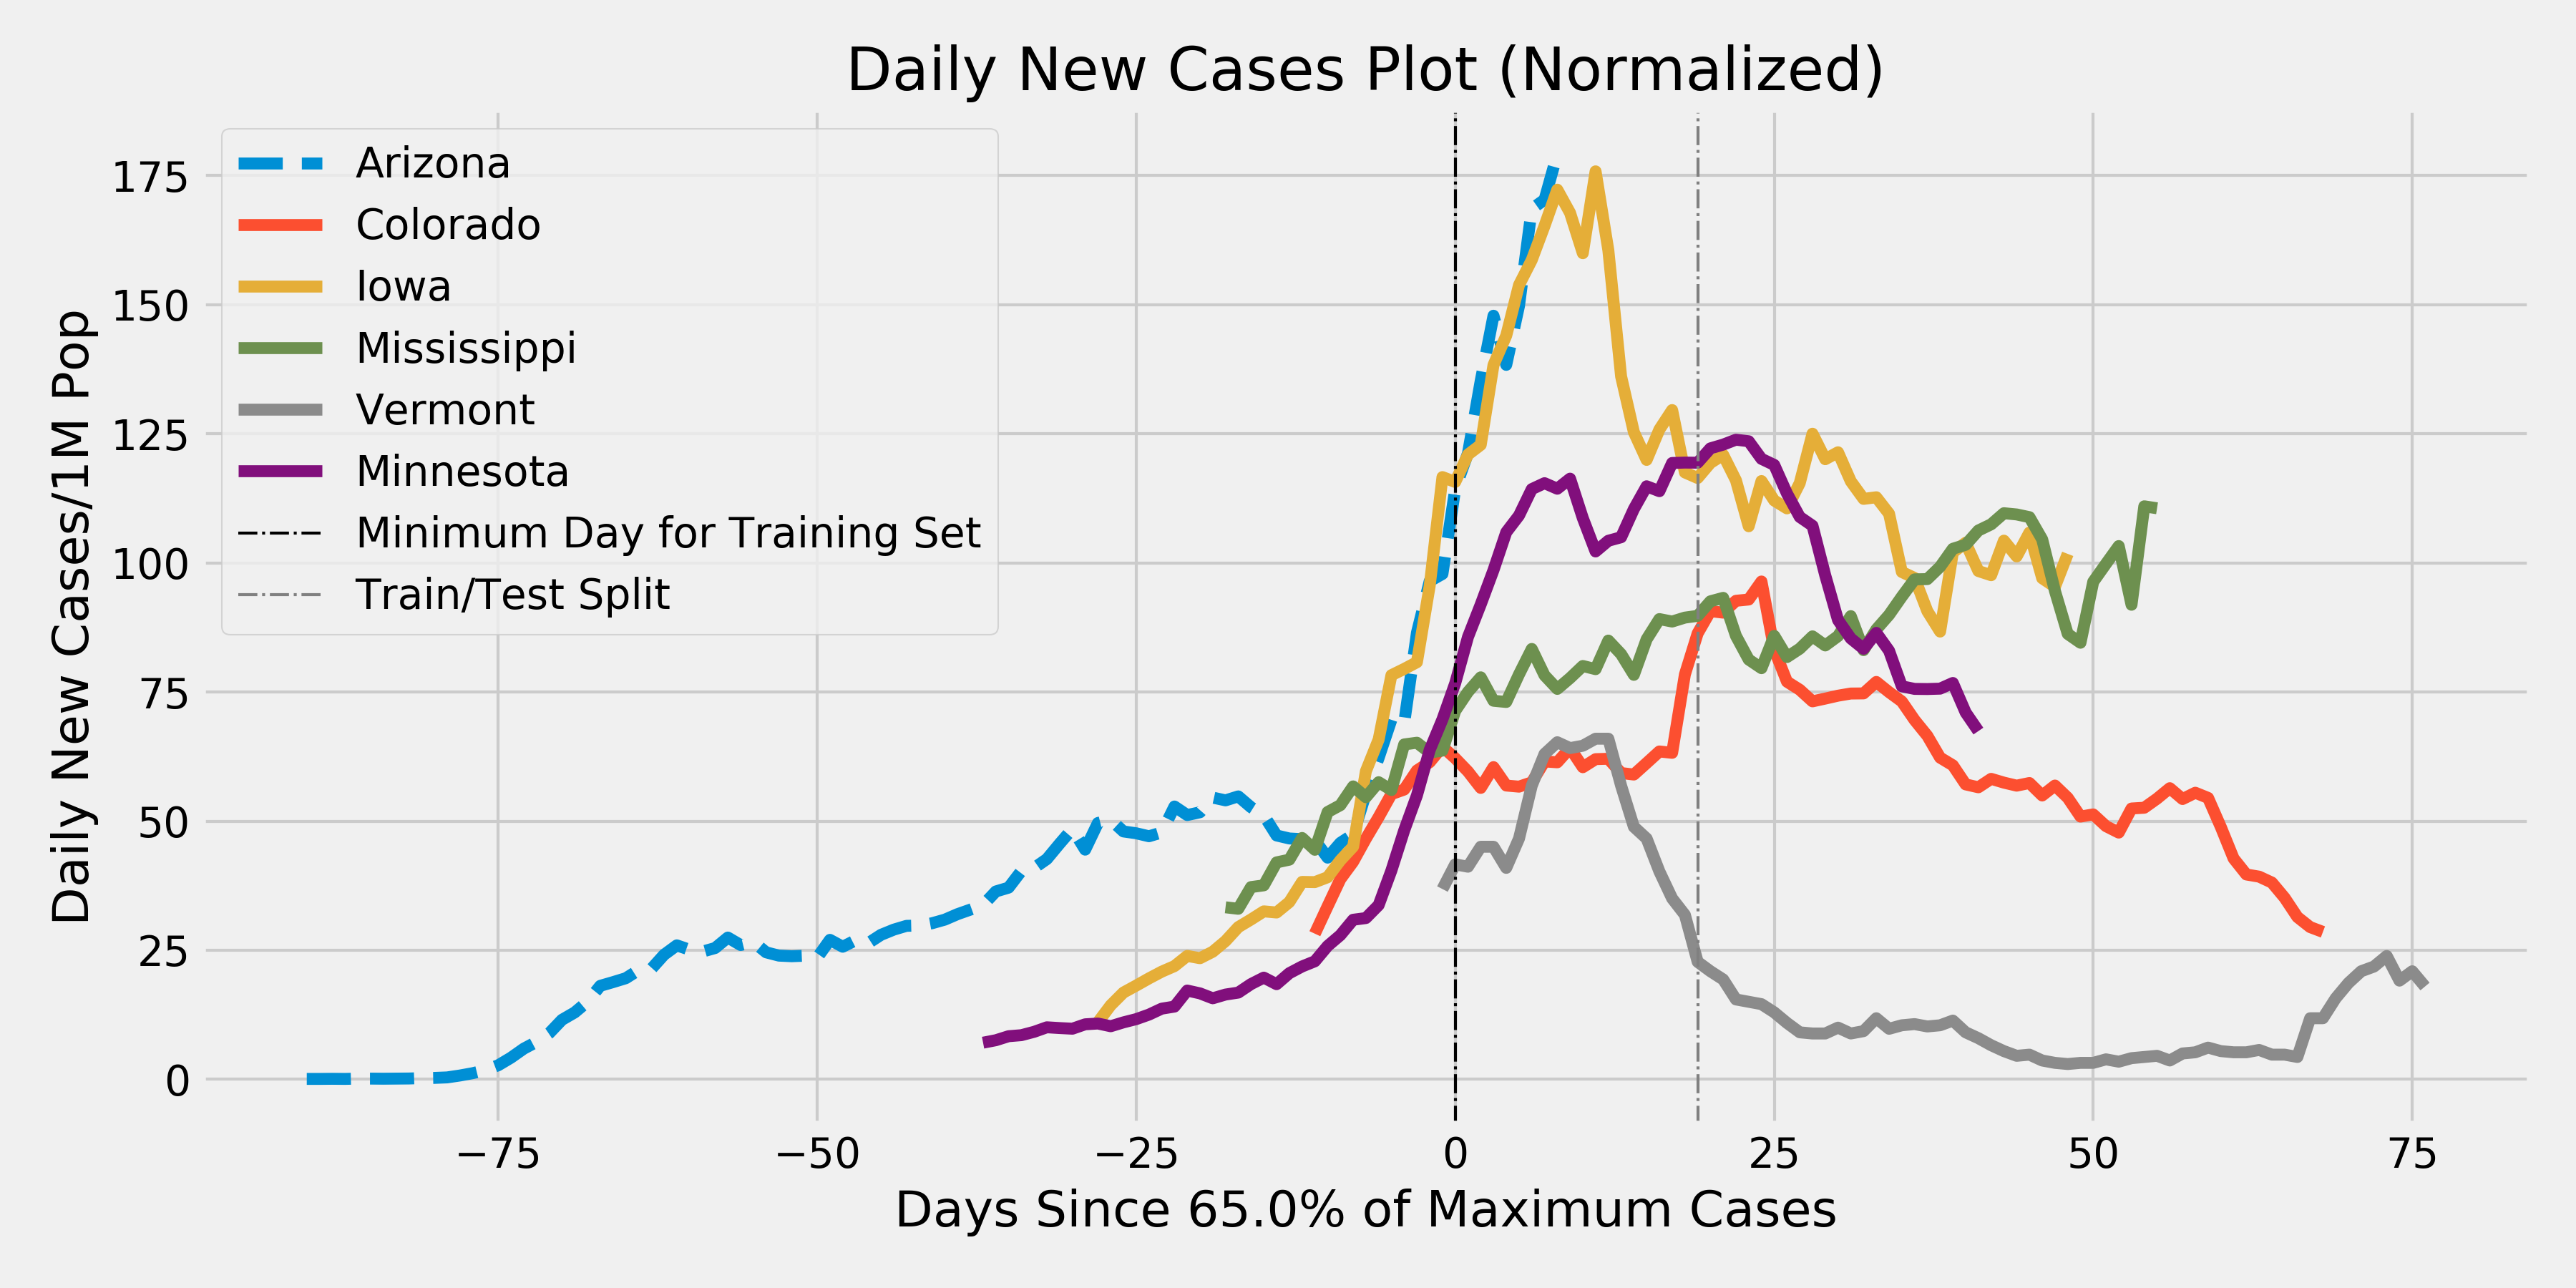 Daily New Cases Plot (Normalized)
Daily New Cases/1M Pop
175
150
125
100
75
50
25
0
Arizona
Colorado
Iowa
Mississippi
Vermont
Minnesota
Minimum Day for Training Set
Train/Test Split
−75 −50 −25 0 25 50 75
Days Since 65.0% of Maximum Cases